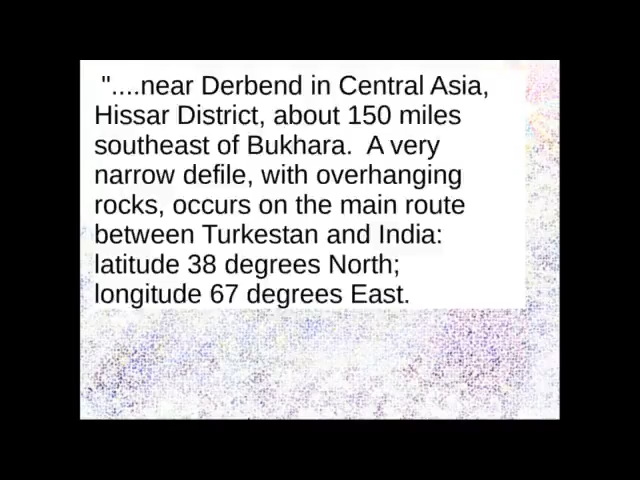 "....near Derbend in Central Asia,
Hissar District, about 150 miles
southeast of Bukhara.  A very
narrow defile, with overhanging
rocks, occurs on the main route
between Turkestan and India:
latitude 38 degrees North;
longitude 67 degrees East.